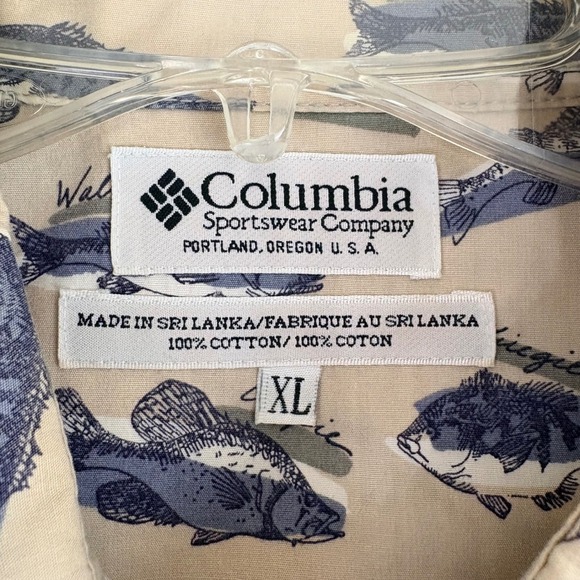 Columbia
Sportswear Company
PORTLAND, OREGON U.S.A.
MADE IN SRI LANKA/FABRIQUE AU SRI LANKA
100% COTTON/ 100% COTON
XL